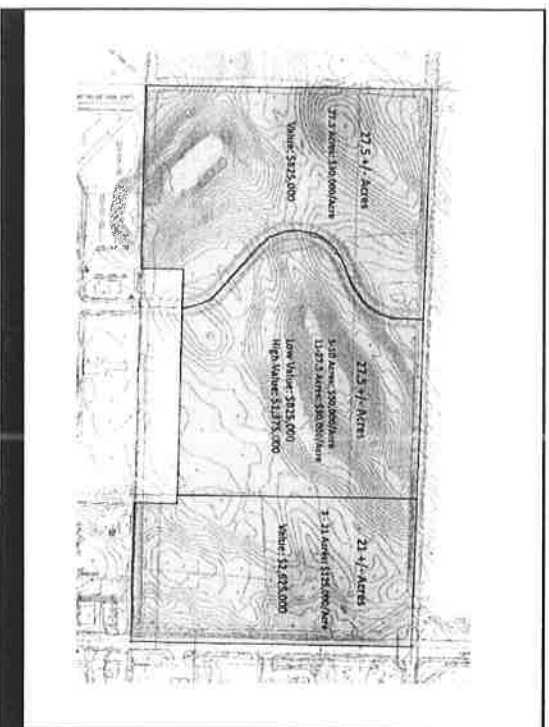 27.5 +/- Acres
27.5 Acres: $30,000/Acre
Value: $825,000
27.5 +/- Acres
5-10 Acres: $50,000/Acre
11-27.5 Acres: $30,000/Acre
Low Value: $825,000
High Value: $1,375,000
21 +/- Acres
1 - 21 Acres: $125,000/Acre
Value: $2,625,000